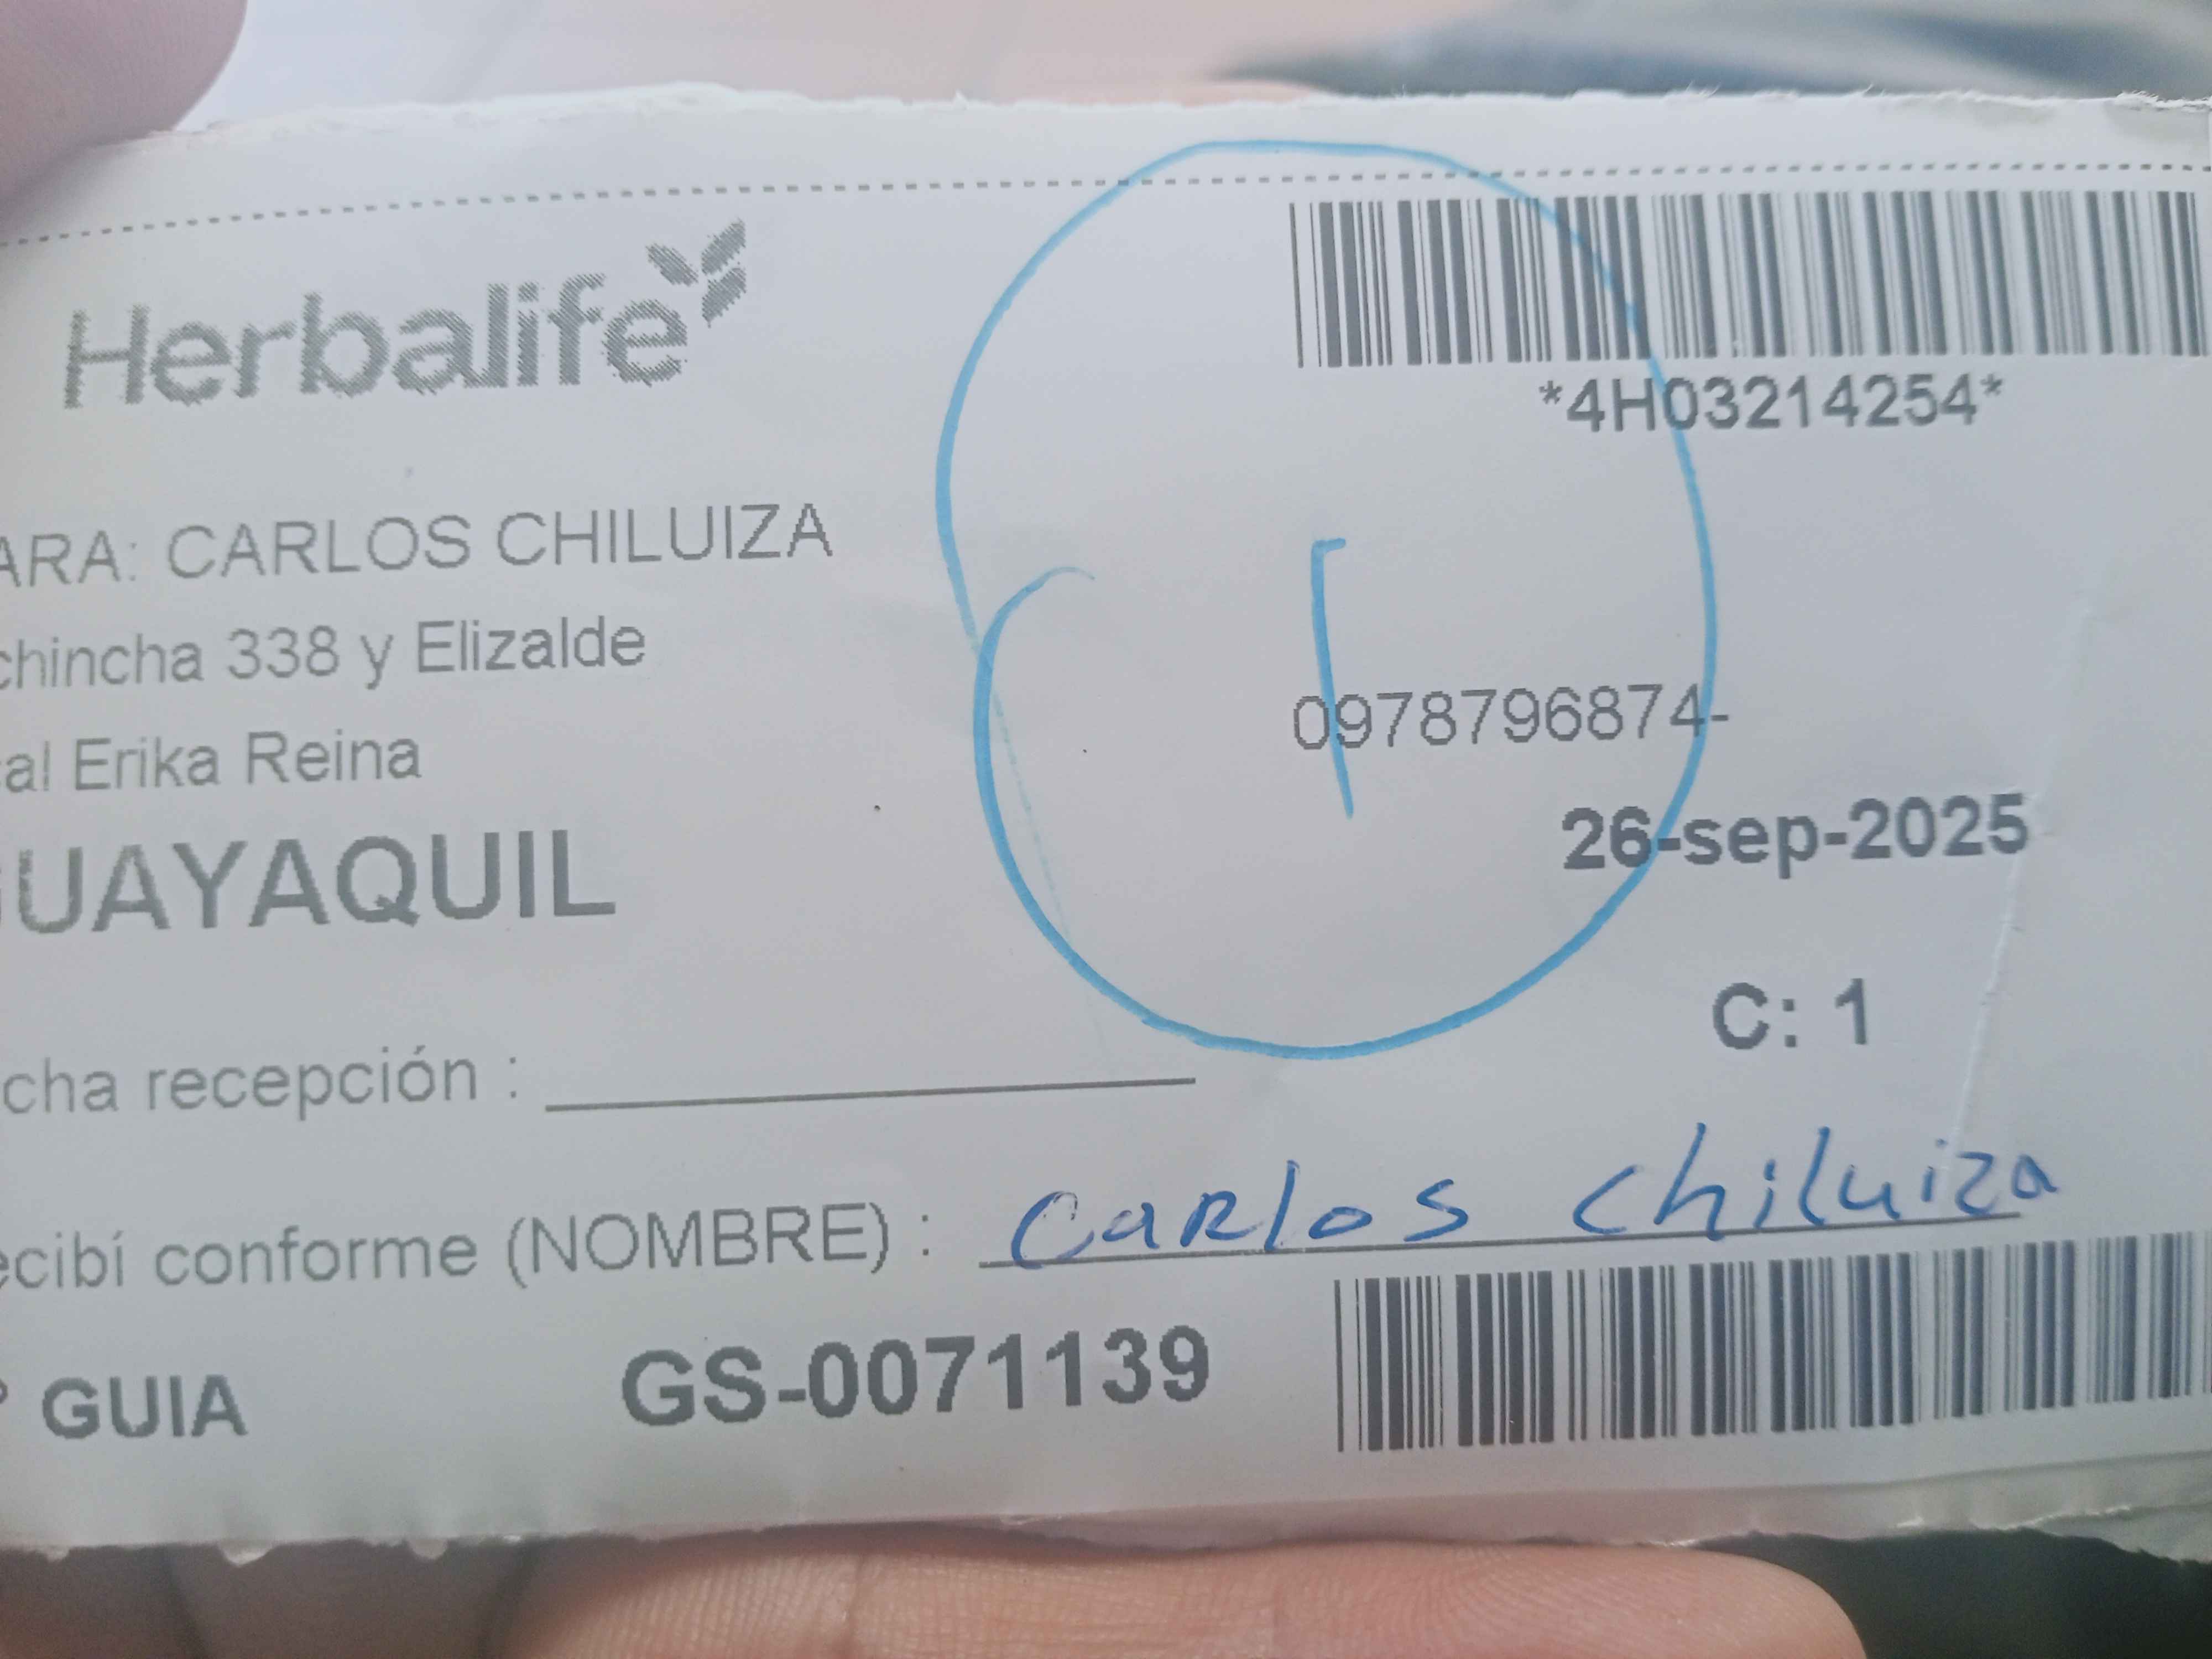 Herbalife
*4H03214254*
ARA: CARLOS CHILUIZA
chincha 338 y Elizalde
0978796874-
al Erika Reina
26-sep-2025
GUAYAQUIL
C: 1
cha recepción :
ecibí conforme (NOMBRE) : Carlos Chiluiza
° GUIA GS-0071139